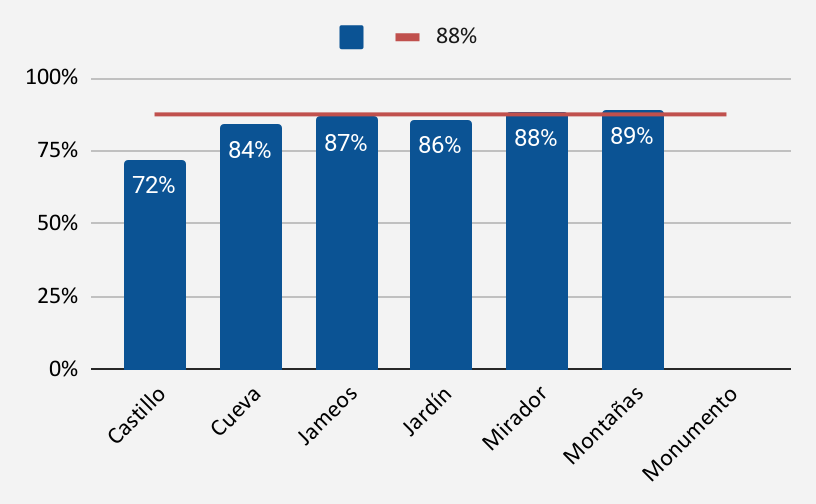 88%
100%
75%
50%
25%
0%
72%
84%
87%
86%
88%
89%
Castillo
Cueva
Jameos
Jardín
Mirador
Montañas
Monumento